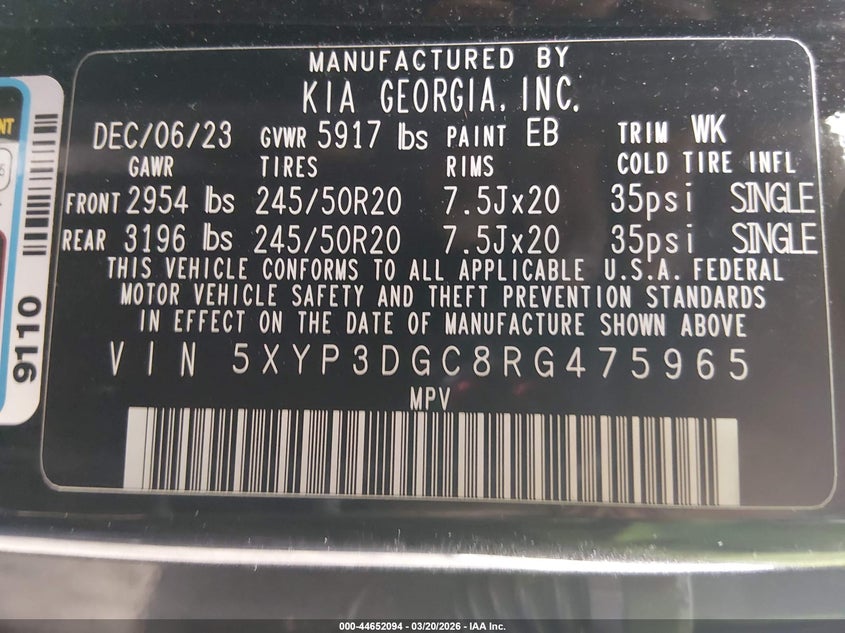 MANUFACTURED BY
KIA GEORGIA, INC.
DEC/06/23 GVWR 5917 lbs PAINT EB TRIM WK
GAWR TIRES RIMS COLD TIRE INFL
FRONT 2954 lbs 245/50R20 7.5Jx20 35psi SINGLE
REAR 3196 lbs 245/50R20 7.5Jx20 35psi SINGLE
THIS VEHICLE CONFORMS TO ALL APPLICABLE U.S.A. FEDERAL
MOTOR VEHICLE SAFETY AND THEFT PREVENTION STANDARDS
IN EFFECT ON THE DATE OF MANUFACTURE SHOWN ABOVE
VIN 5XYP3DGC8RG475965
MPV
9110
000-44652094 - 03/20/2026 - IAA Inc.